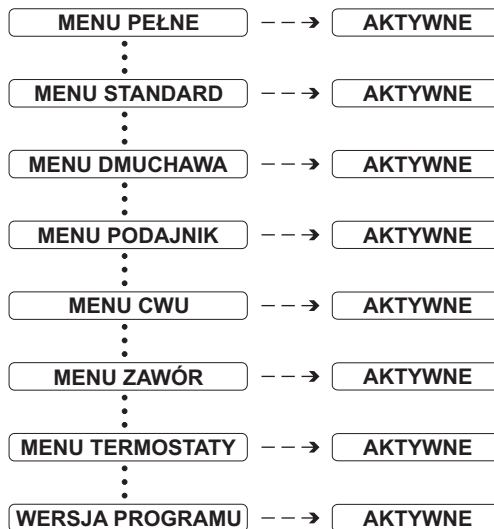 MENU PEŁNE AKTYWNE
MENU STANDARD AKTYWNE
MENU DMUCHAWA AKTYWNE
MENU PODAJNIK AKTYWNE
MENU CWU AKTYWNE
MENU ZAWÓR AKTYWNE
MENU TERMOSTATY AKTYWNE
WERSJA PROGRAMU AKTYWNE